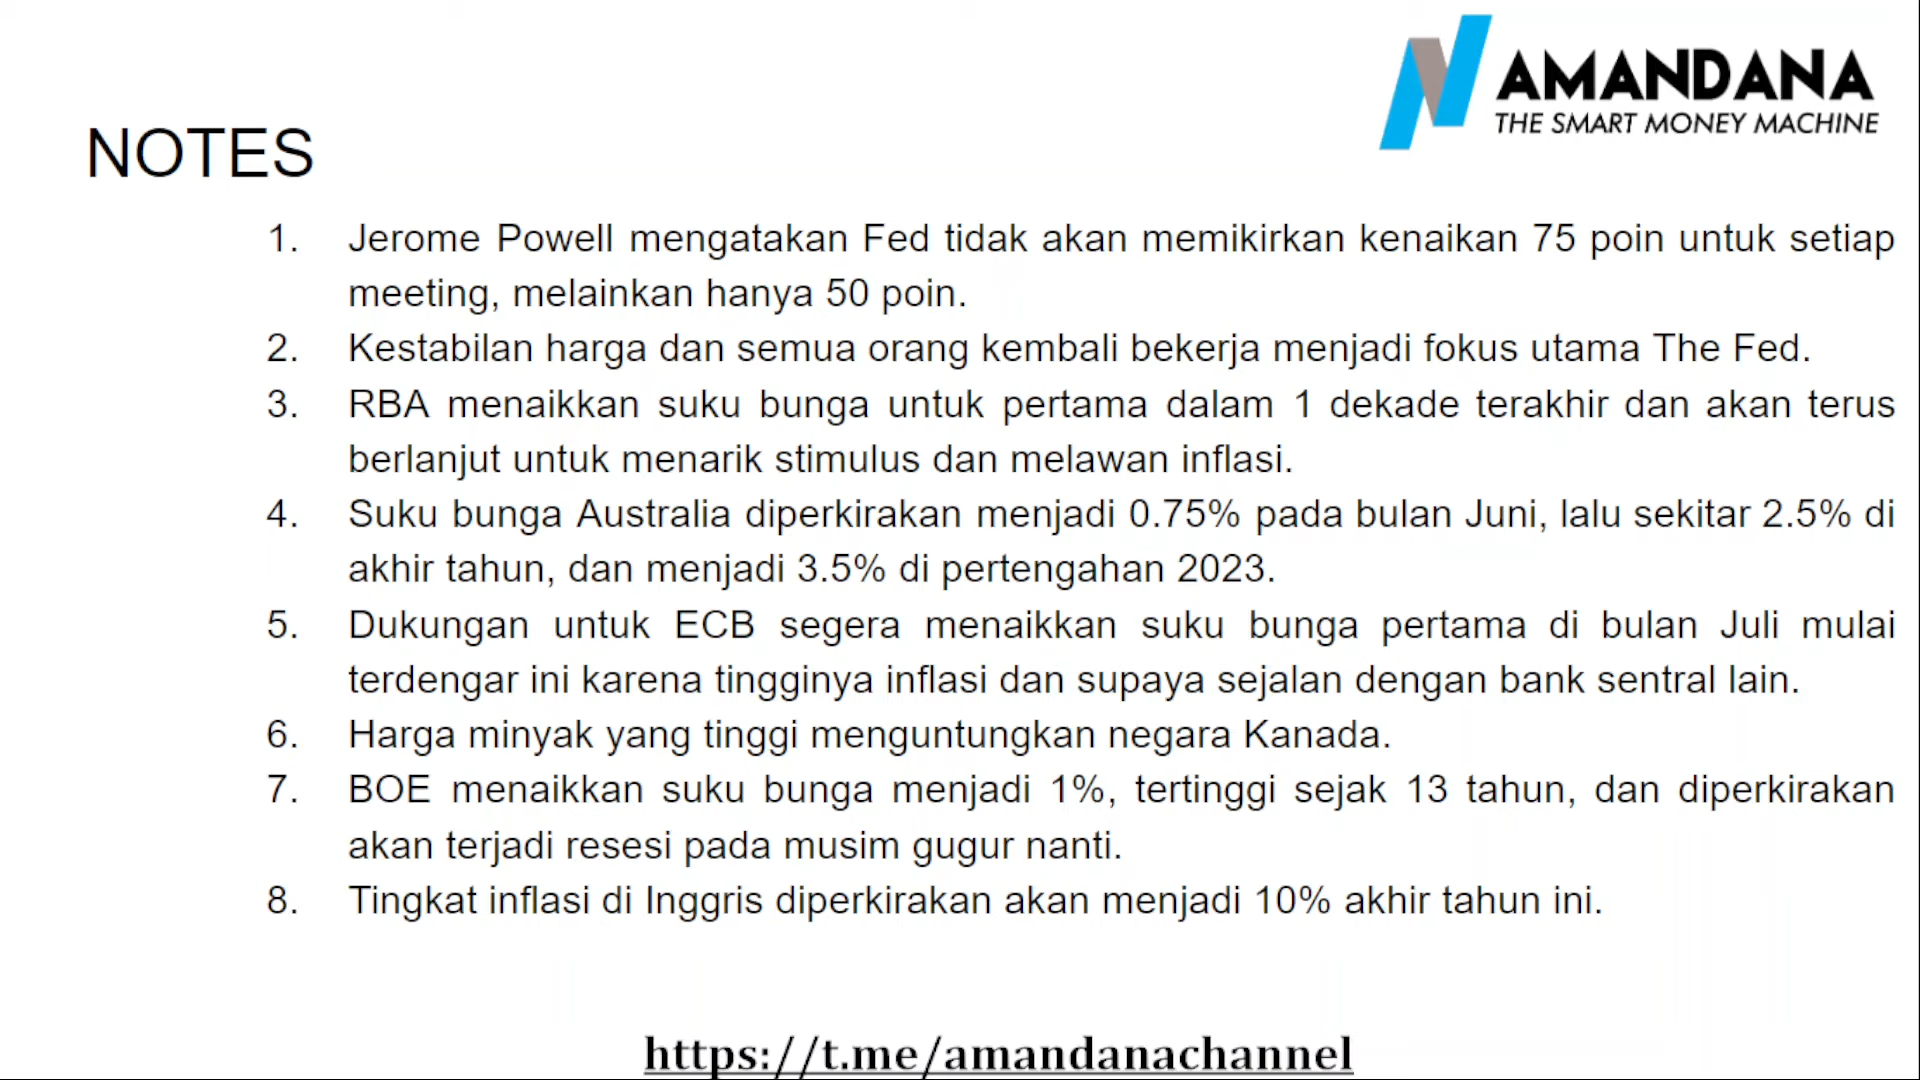 AMANDANA
THE SMART MONEY MACHINE
NOTES
1. Jerome Powell mengatakan Fed tidak akan memikirkan kenaikan 75 poin untuk setiap
meeting, melainkan hanya 50 poin.
2. Kestabilan harga dan semua orang kembali bekerja menjadi fokus utama The Fed.
3. RBA menaikkan suku bunga untuk pertama dalam 1 dekade terakhir dan akan terus
berlanjut untuk menarik stimulus dan melawan inflasi.
4. Suku bunga Australia diperkirakan menjadi 0.75% pada bulan Juni, lalu sekitar 2.5% di
akhir tahun, dan menjadi 3.5% di pertengahan 2023.
5. Dukungan untuk ECB segera menaikkan suku bunga pertama di bulan Juli mulai
terdengar ini karena tingginya inflasi dan supaya sejalan dengan bank sentral lain.
6. Harga minyak yang tinggi menguntungkan negara Kanada.
7. BOE menaikkan suku bunga menjadi 1%, tertinggi sejak 13 tahun, dan diperkirakan
akan terjadi resesi pada musim gugur nanti.
8. Tingkat inflasi di Inggris diperkirakan akan menjadi 10% akhir tahun ini.
https://t.me/amandanachannel